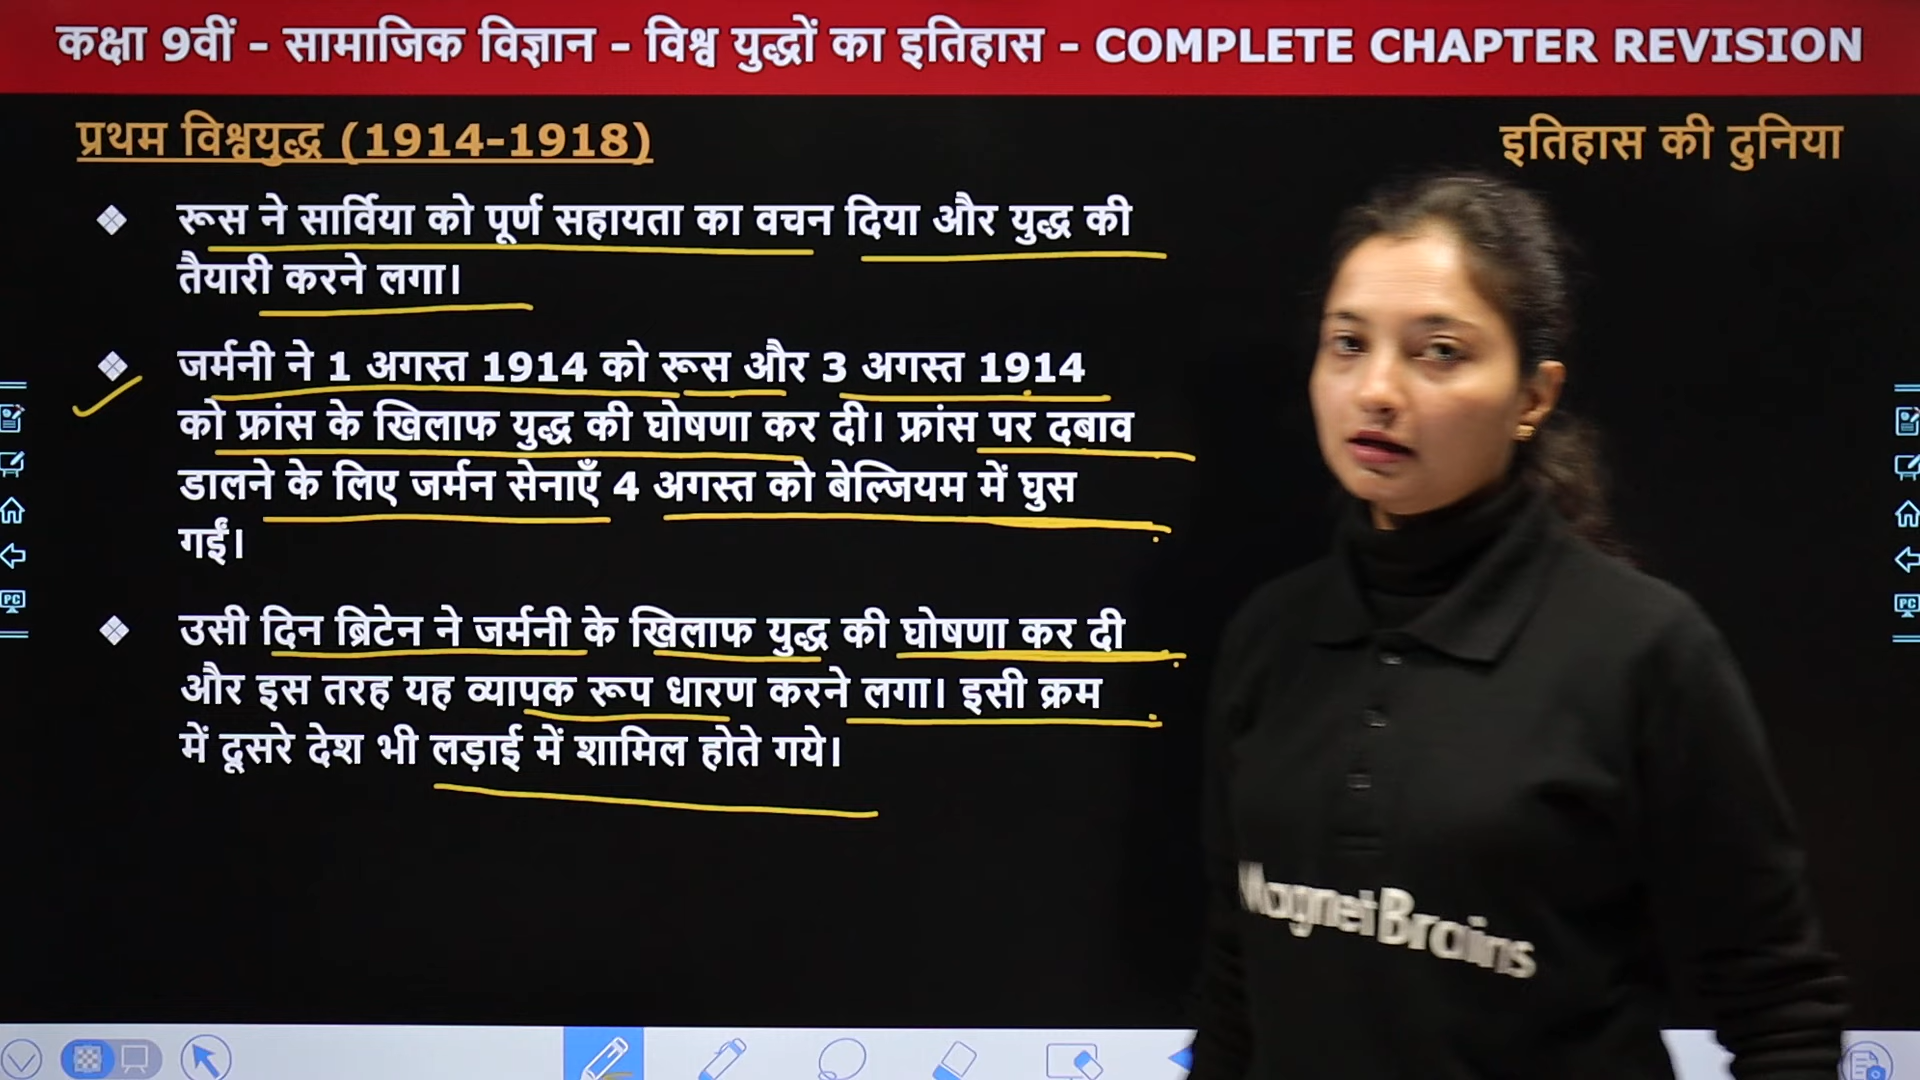 कक्षा 9वीं - सामाजिक विज्ञान - विश्व युद्धों का इतिहास - COMPLETE CHAPTER REVISION
प्रथम विश्वयुद्ध (1914-1918)
इतिहास की दुनिया
❖ रूस ने सार्विया को पूर्ण सहायता का वचन दिया और युद्ध की
तैयारी करने लगा।
❖ जर्मनी ने 1 अगस्त 1914 को रूस और 3 अगस्त 1914
को फ्रांस के खिलाफ युद्ध की घोषणा कर दी। फ्रांस पर दबाव
डालने के लिए जर्मन सेनाएँ 4 अगस्त को बेल्जियम में घुस
गईं।
❖ उसी दिन ब्रिटेन ने जर्मनी के खिलाफ युद्ध की घोषणा कर दी
और इस तरह यह व्यापक रूप धारण करने लगा। इसी क्रम
में दूसरे देश भी लड़ाई में शामिल होते गये।
MagnetBrains
PC
PC